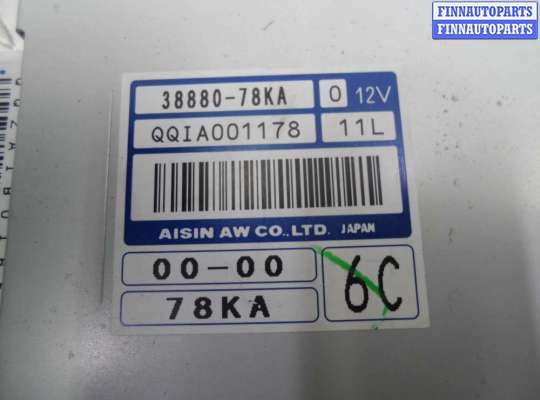 FINNAUTOPARTS
FINNAUTOPARTS
38880-78KA 0 12V
QQIA001178 11L
AISIN AW CO.,LTD. JAPAN
00-00
78KA
6C